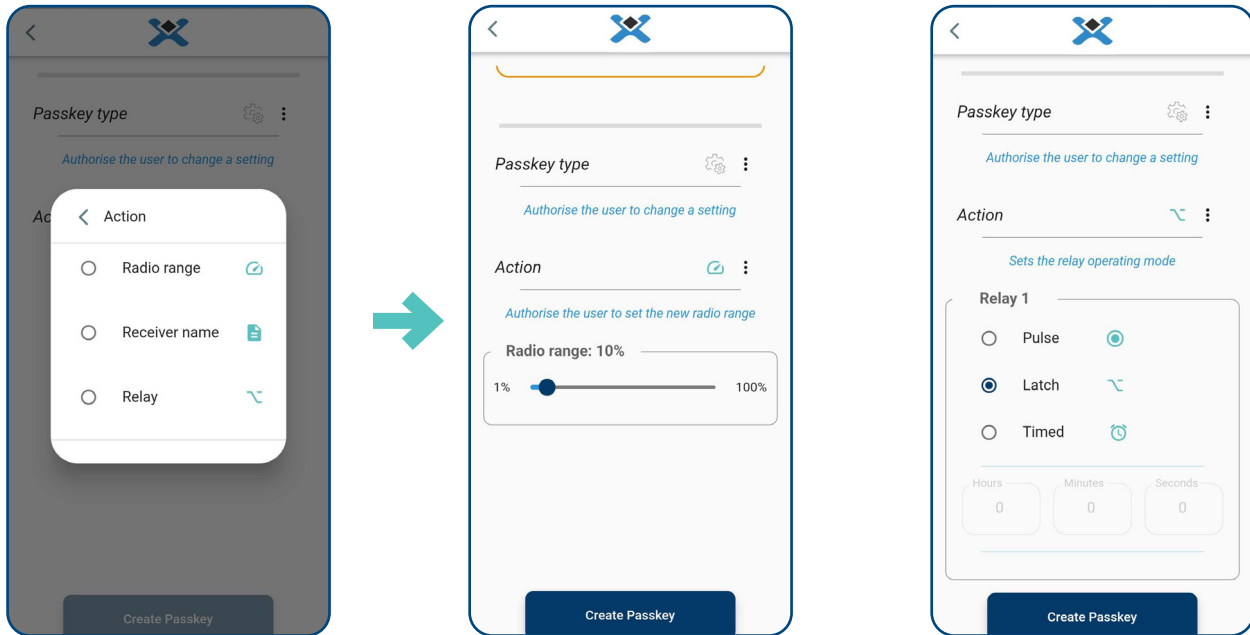 Passkey type
Authorise the user to change a setting
Ac
Action
Radio range
Receiver name
Relay
Create Passkey
Passkey type
Authorise the user to change a setting
Action
Authorise the user to set the new radio range
Radio range: 10%
1%
100%
Create Passkey
Passkey type
Authorise the user to change a setting
Action
Sets the relay operating mode
Relay 1
Pulse
Latch
Timed
Hours Minutes Seconds
0 0 0
Create Passkey